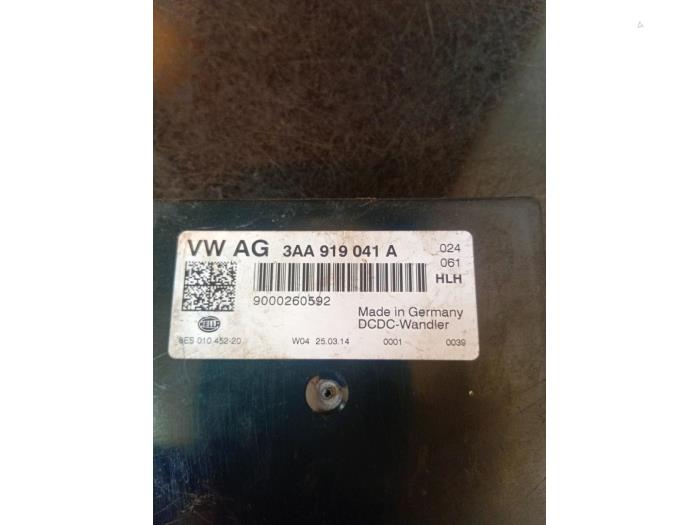 VW AG 3AA 919 041 A 024
061
HLH
9000260592
Made in Germany
DCDC-Wandler
HELLA
8ES 010 452-20 W04 25.03.14 0001 0039